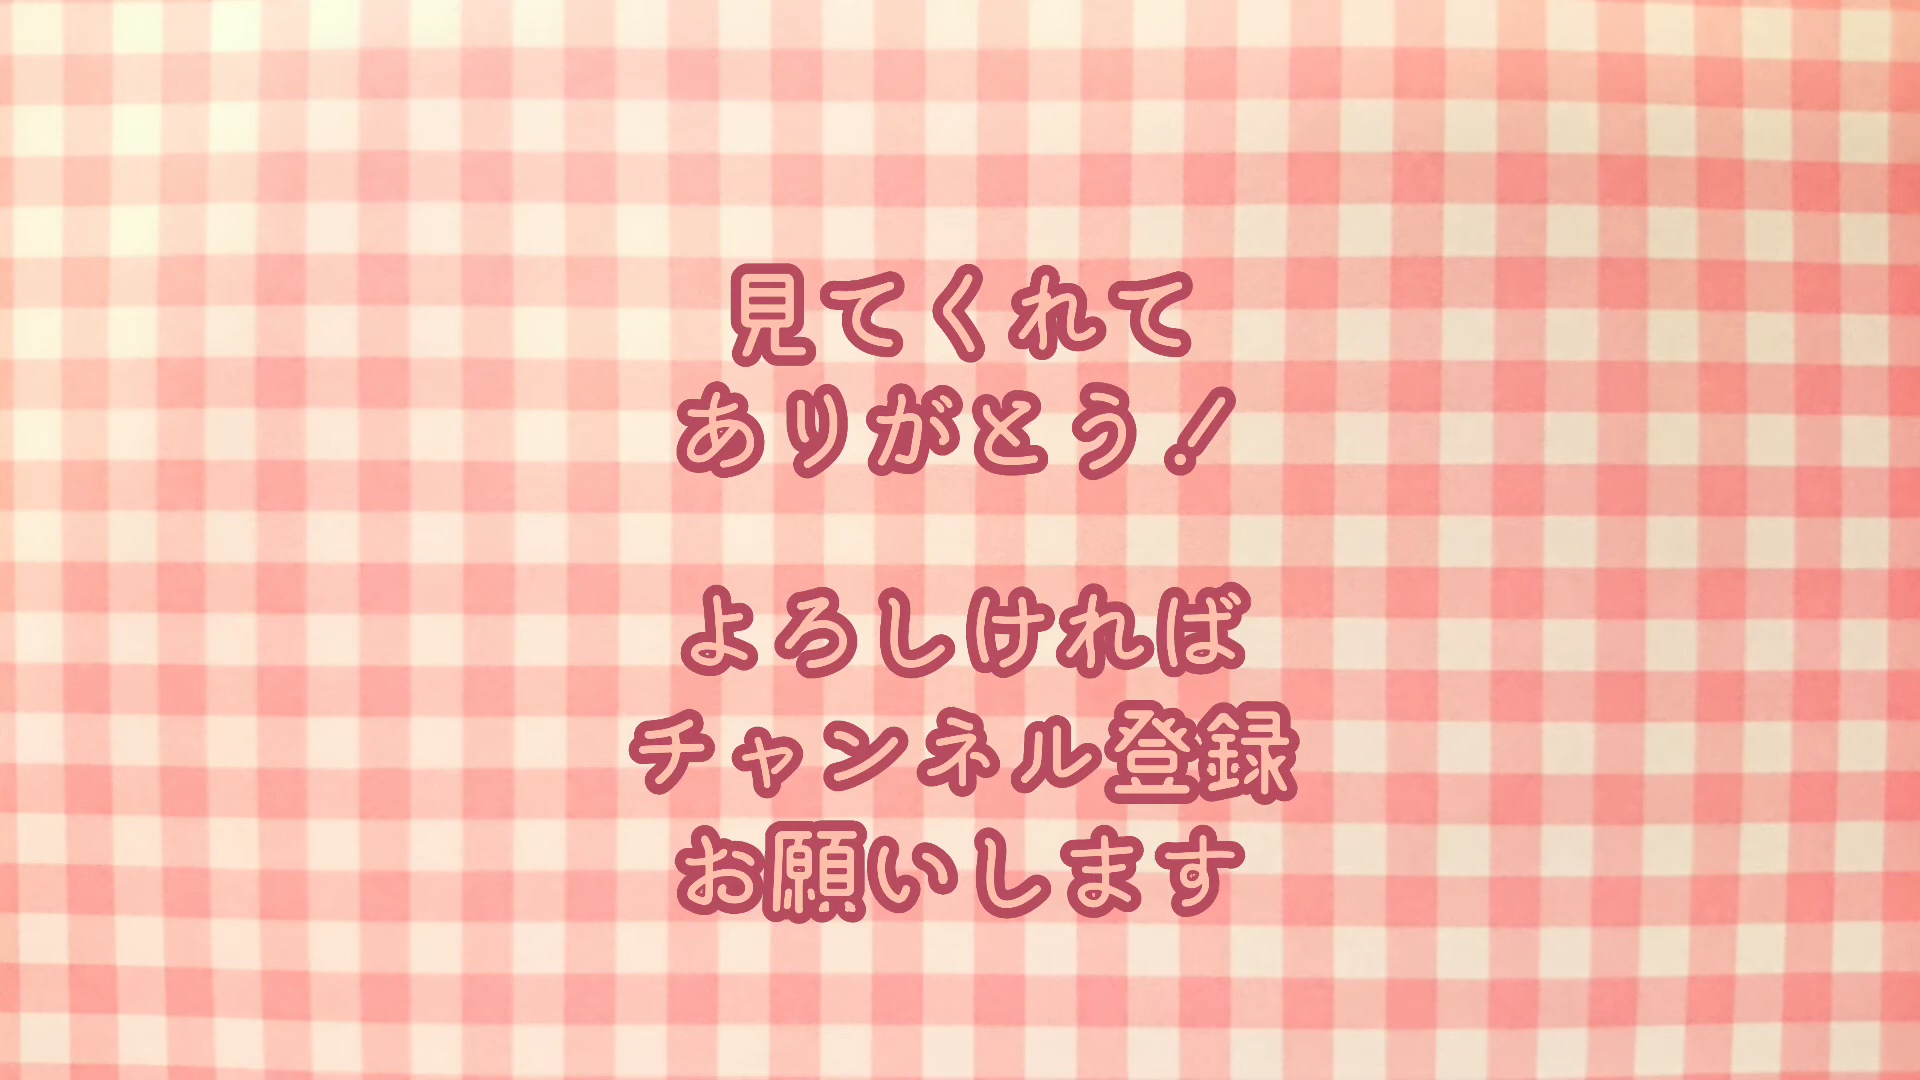 見てくれて
ありがとう！
よろしければ
チャンネル登録
お願いします